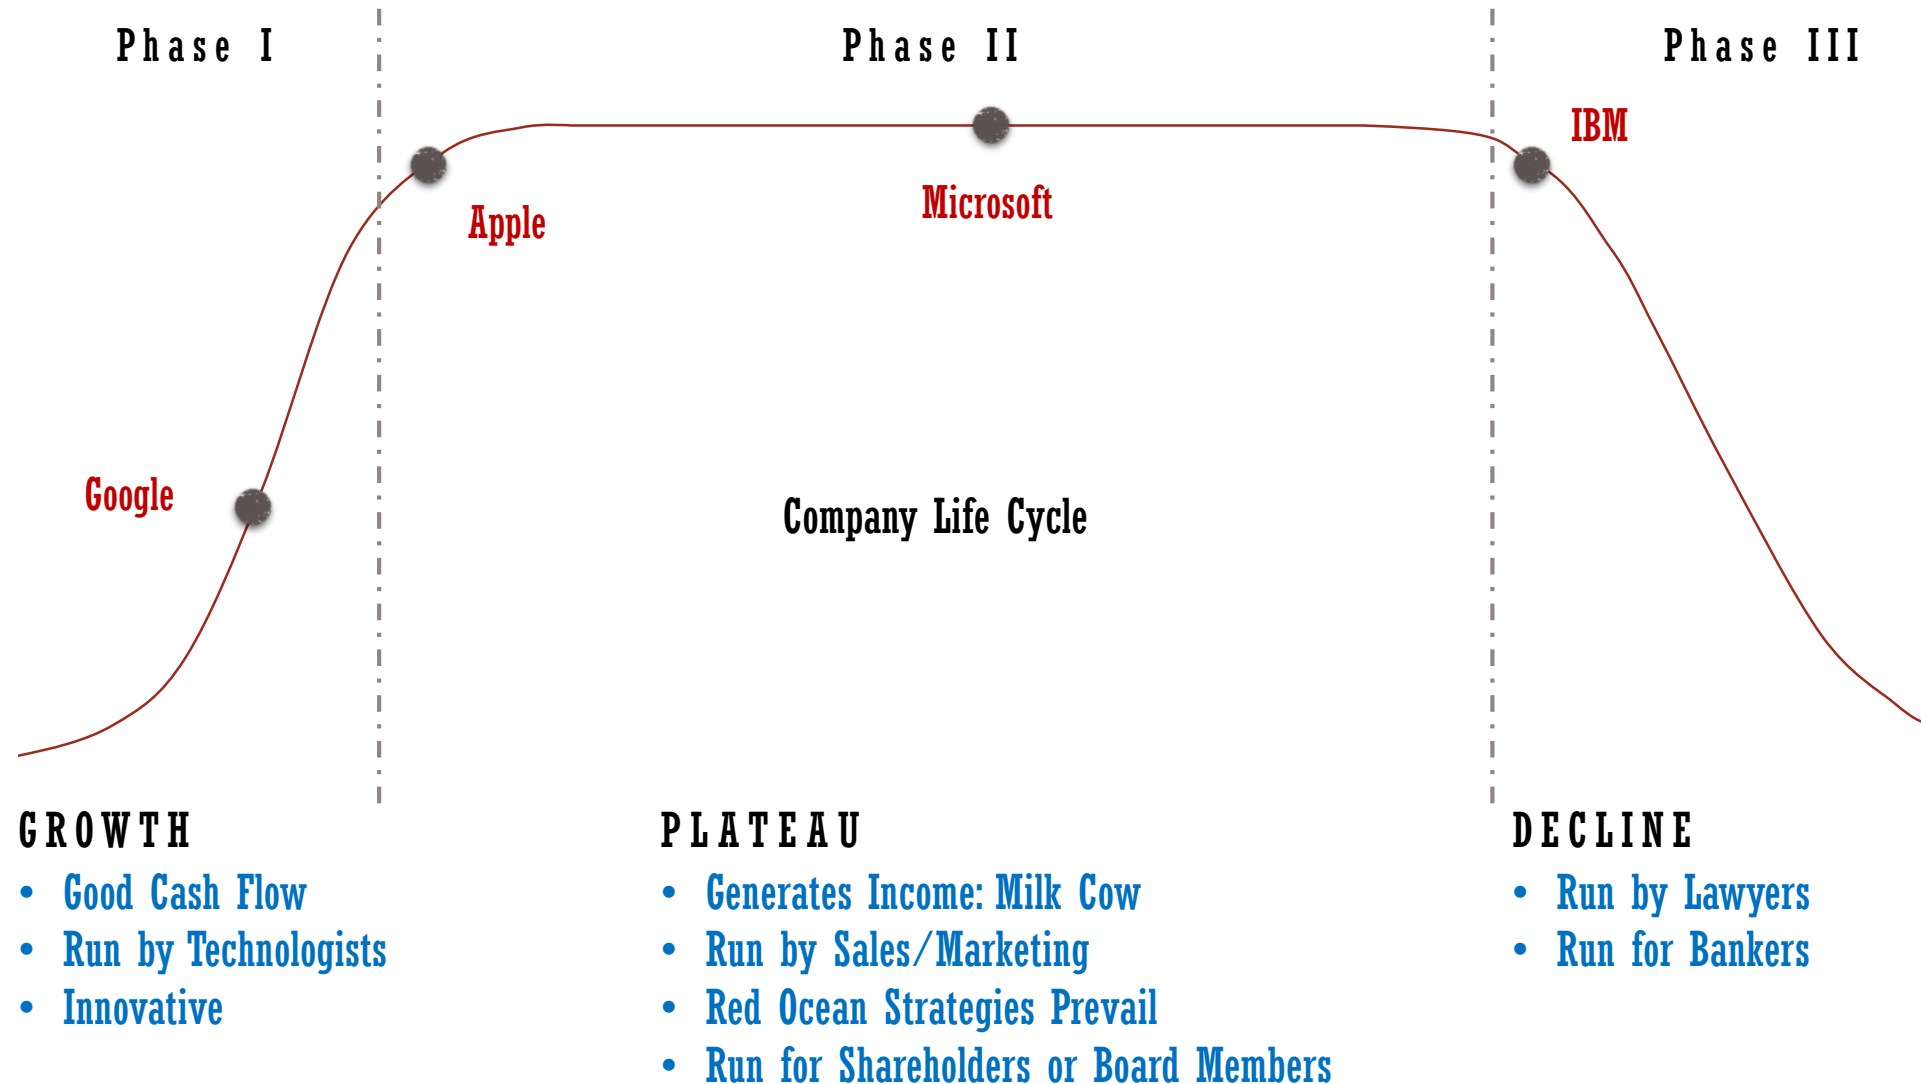 Phase I
Phase II
Phase III
IBM
Apple
Microsoft
Google
Company Life Cycle
GROWTH
• Good Cash Flow
• Run by Technologists
• Innovative
PLATEAU
• Generates Income: Milk Cow
• Run by Sales/Marketing
• Red Ocean Strategies Prevail
• Run for Shareholders or Board Members
DECLINE
• Run by Lawyers
• Run for Bankers